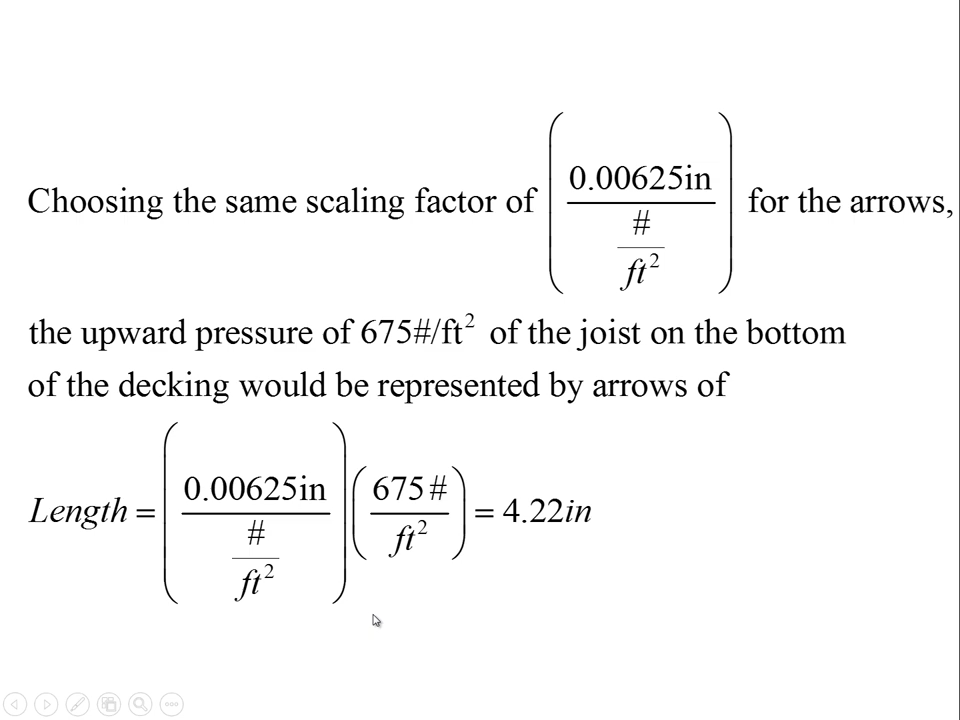 Choosing the same scaling factor of (0.00625in / (# / ft²)) for the arrows,
the upward pressure of 675#/ft² of the joist on the bottom
of the decking would be represented by arrows of
Length = (0.00625in / (# / ft²)) (675# / ft²) = 4.22in